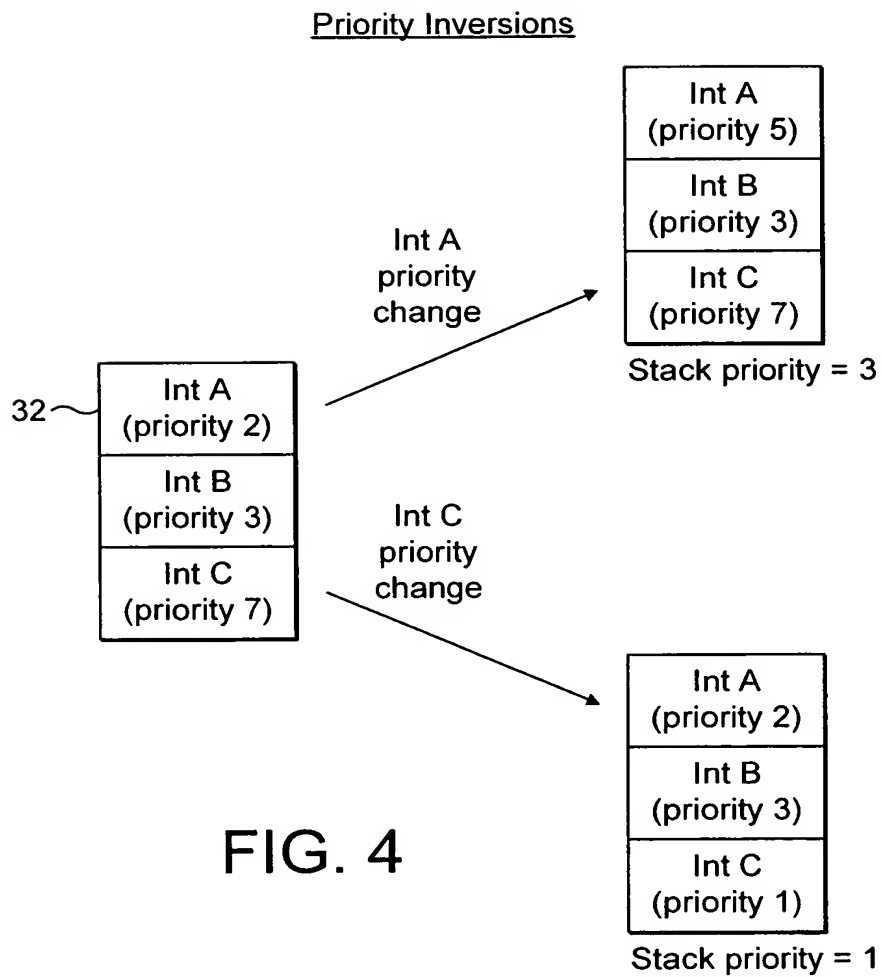 Priority Inversions
Int A
(priority 5)
Int B
(priority 3)
Int C
(priority 7)
Stack priority = 3
Int A
priority
change
32
Int A
(priority 2)
Int B
(priority 3)
Int C
(priority 7)
Int C
priority
change
Int A
(priority 2)
Int B
(priority 3)
Int C
(priority 1)
Stack priority = 1
FIG. 4